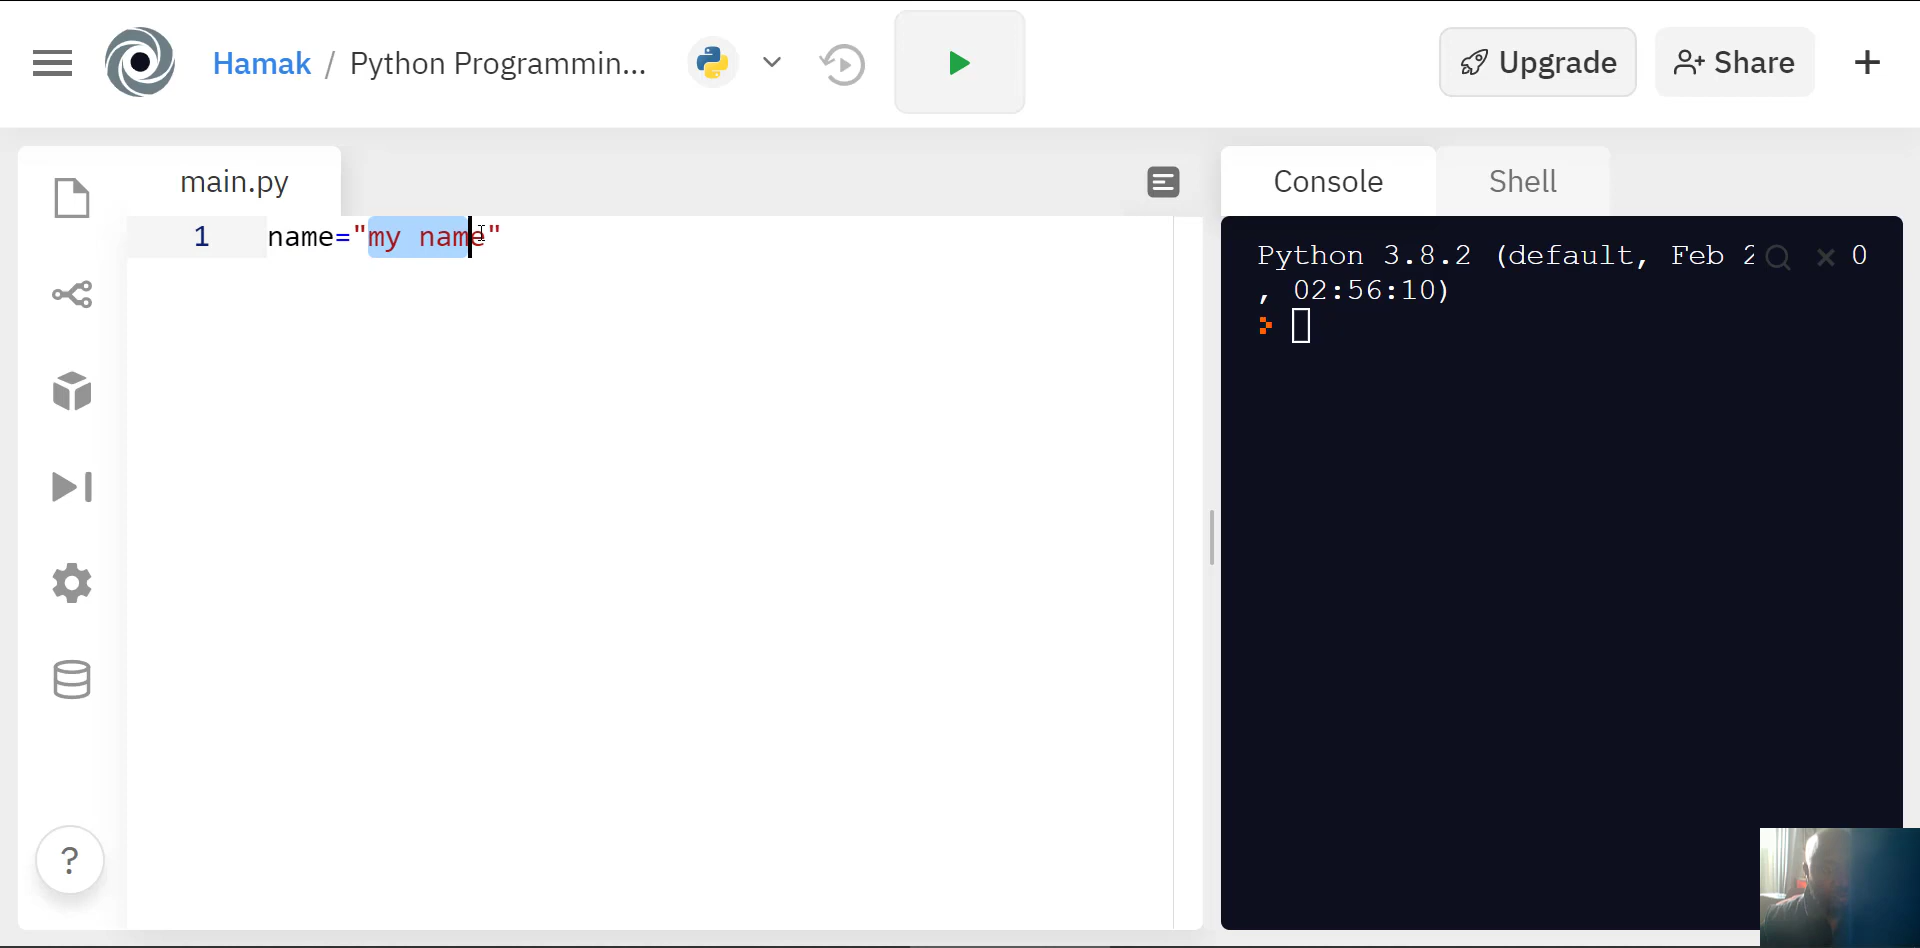 Hamak / Python Programmin...
Upgrade
Share
main.py
1 name="my name"
Console
Shell
Python 3.8.2 (default, Feb 2 0
, 02:56:10)
?